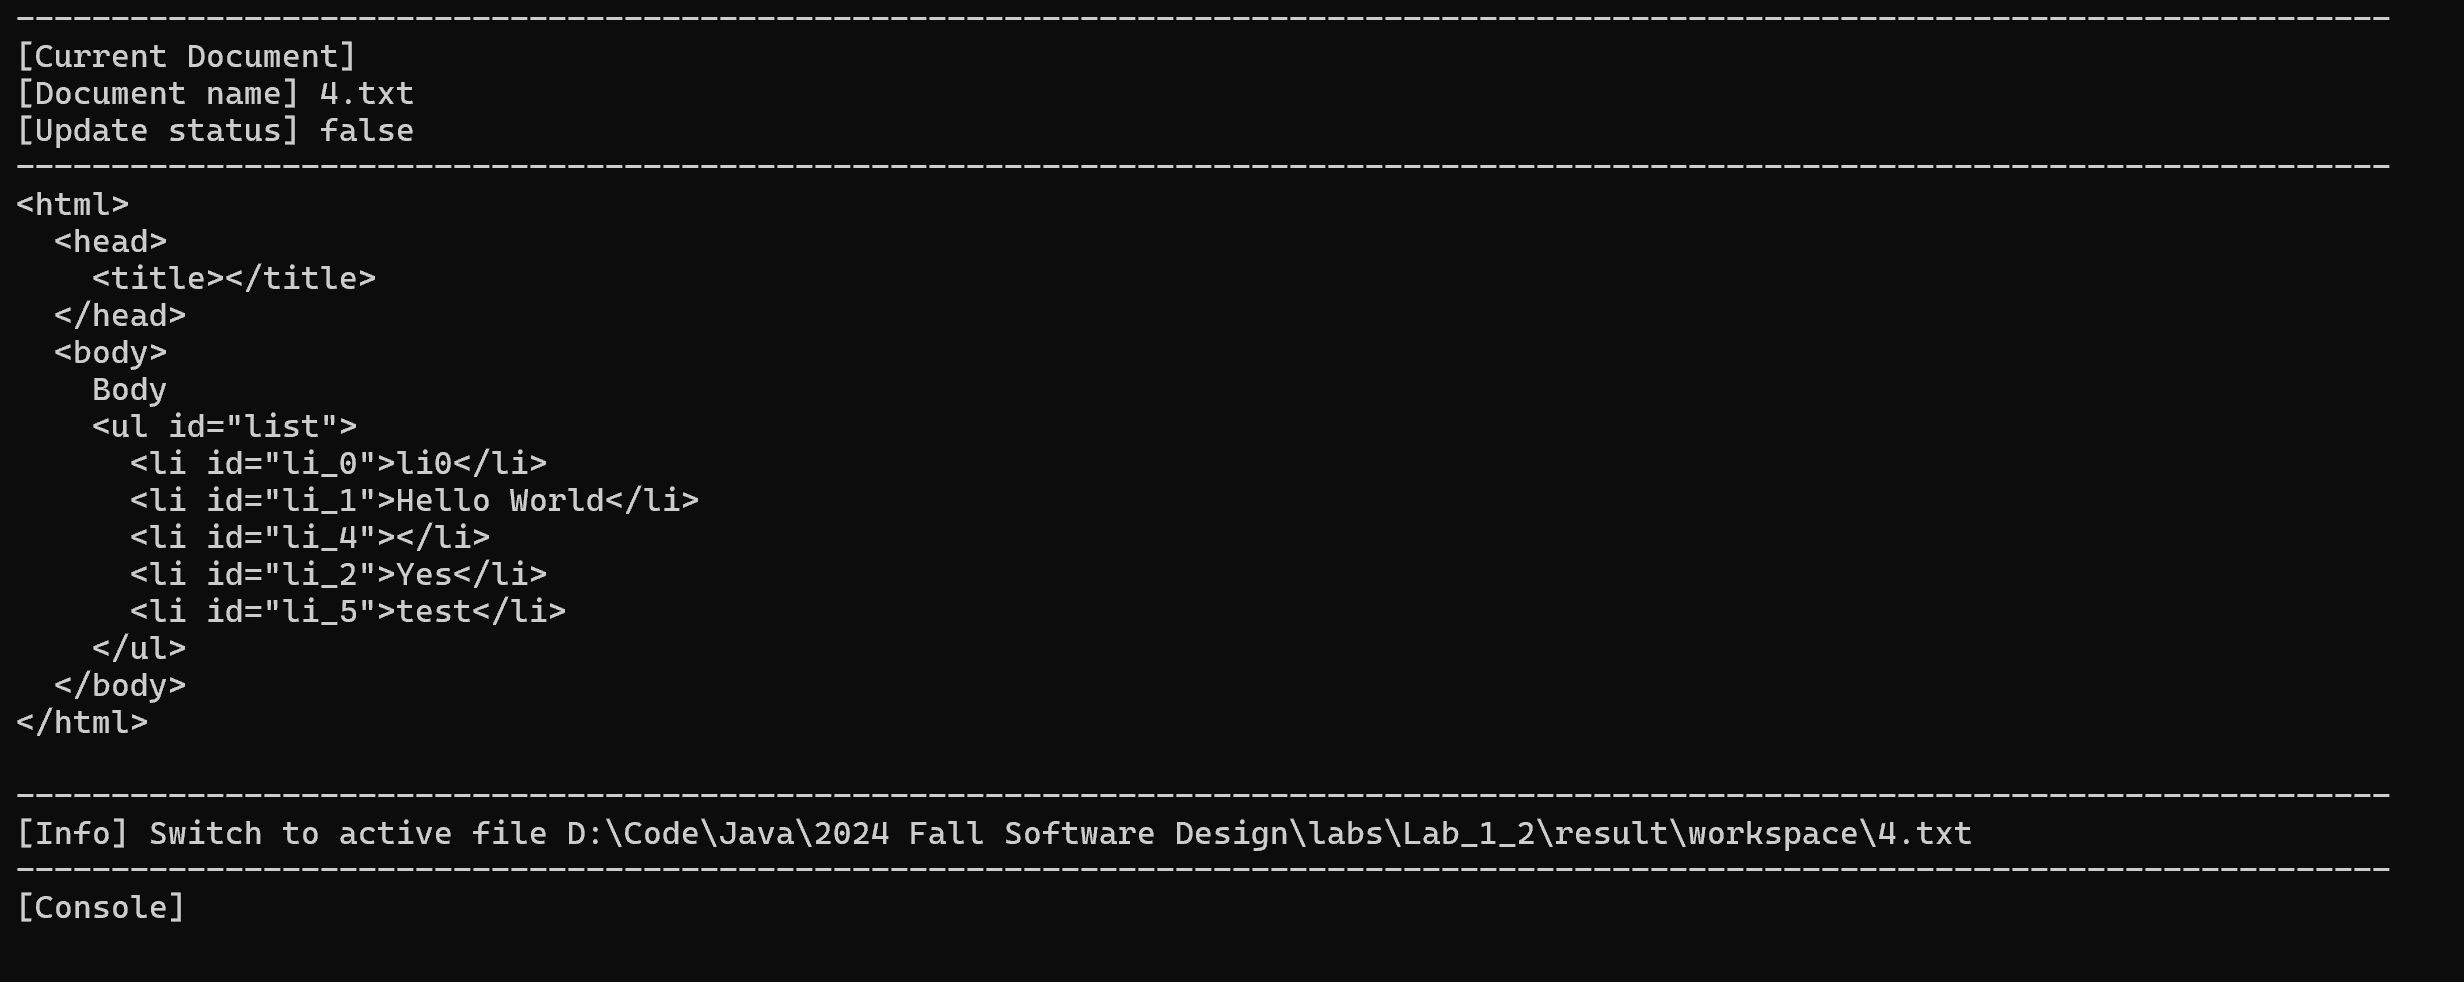 -----------------------------------------------------------------------------------------------------------------------------
[Current Document]
[Document name] 4.txt
[Update status] false
-----------------------------------------------------------------------------------------------------------------------------
<html>
  <head>
    <title></title>
  </head>
  <body>
    Body
    <ul id="list">
      <li id="li_0">li0</li>
      <li id="li_1">Hello World</li>
      <li id="li_4"></li>
      <li id="li_2">Yes</li>
      <li id="li_5">test</li>
    </ul>
  </body>
</html>

-----------------------------------------------------------------------------------------------------------------------------
[Info] Switch to active file D:\Code\Java\2024 Fall Software Design\labs\Lab_1_2\result\workspace\4.txt
-----------------------------------------------------------------------------------------------------------------------------
[Console]